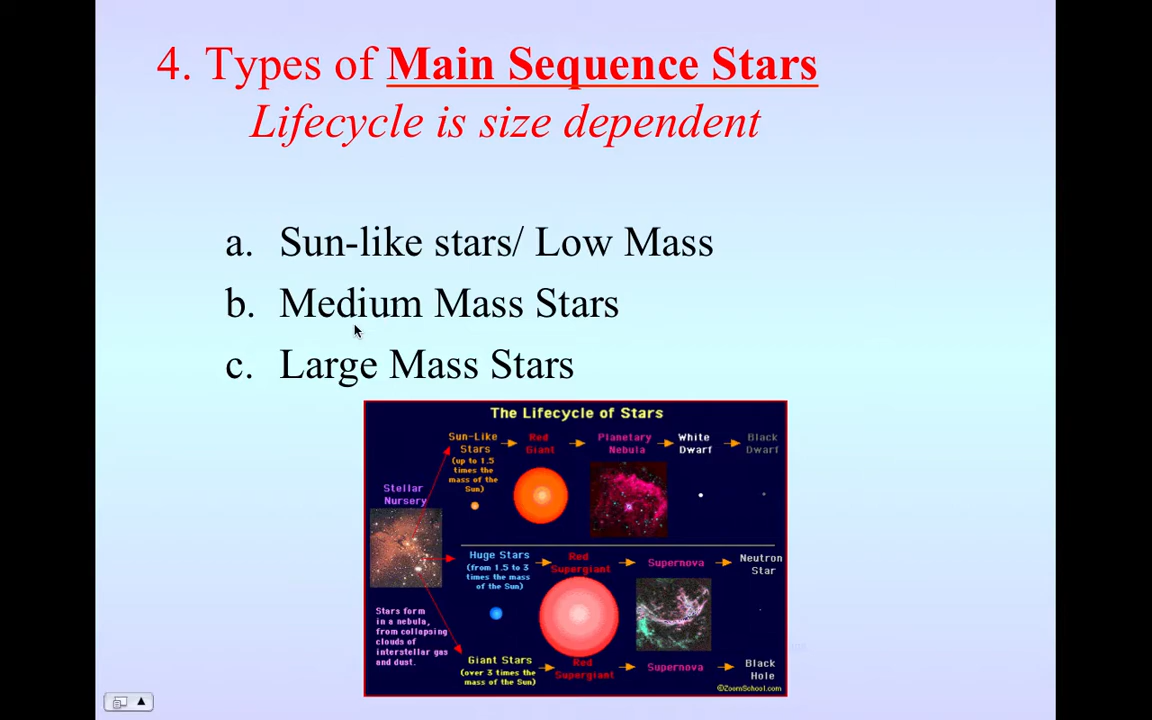 4. Types of Main Sequence Stars
Lifecycle is size dependent
a. Sun-like stars/ Low Mass
b. Medium Mass Stars
c. Large Mass Stars
The Lifecycle of Stars
Sun-Like
Stars
(up to 1.5
times the
mass of the
Sun)
Red
Giant
Planetary
Nebula
White
Dwarf
Black
Dwarf
Stellar
Nursery
Huge Stars
(from 1.5 to 3
times the mass
of the Sun)
Red
Supergiant
Supernova
Neutron
Star
Stars form
in a nebula,
from collapsing
clouds of
interstellar gas
and dust.
Giant Stars
(over 3 times the
mass of the Sun)
Red
Supergiant
Supernova
Black
Hole
©ZoomSchool.com